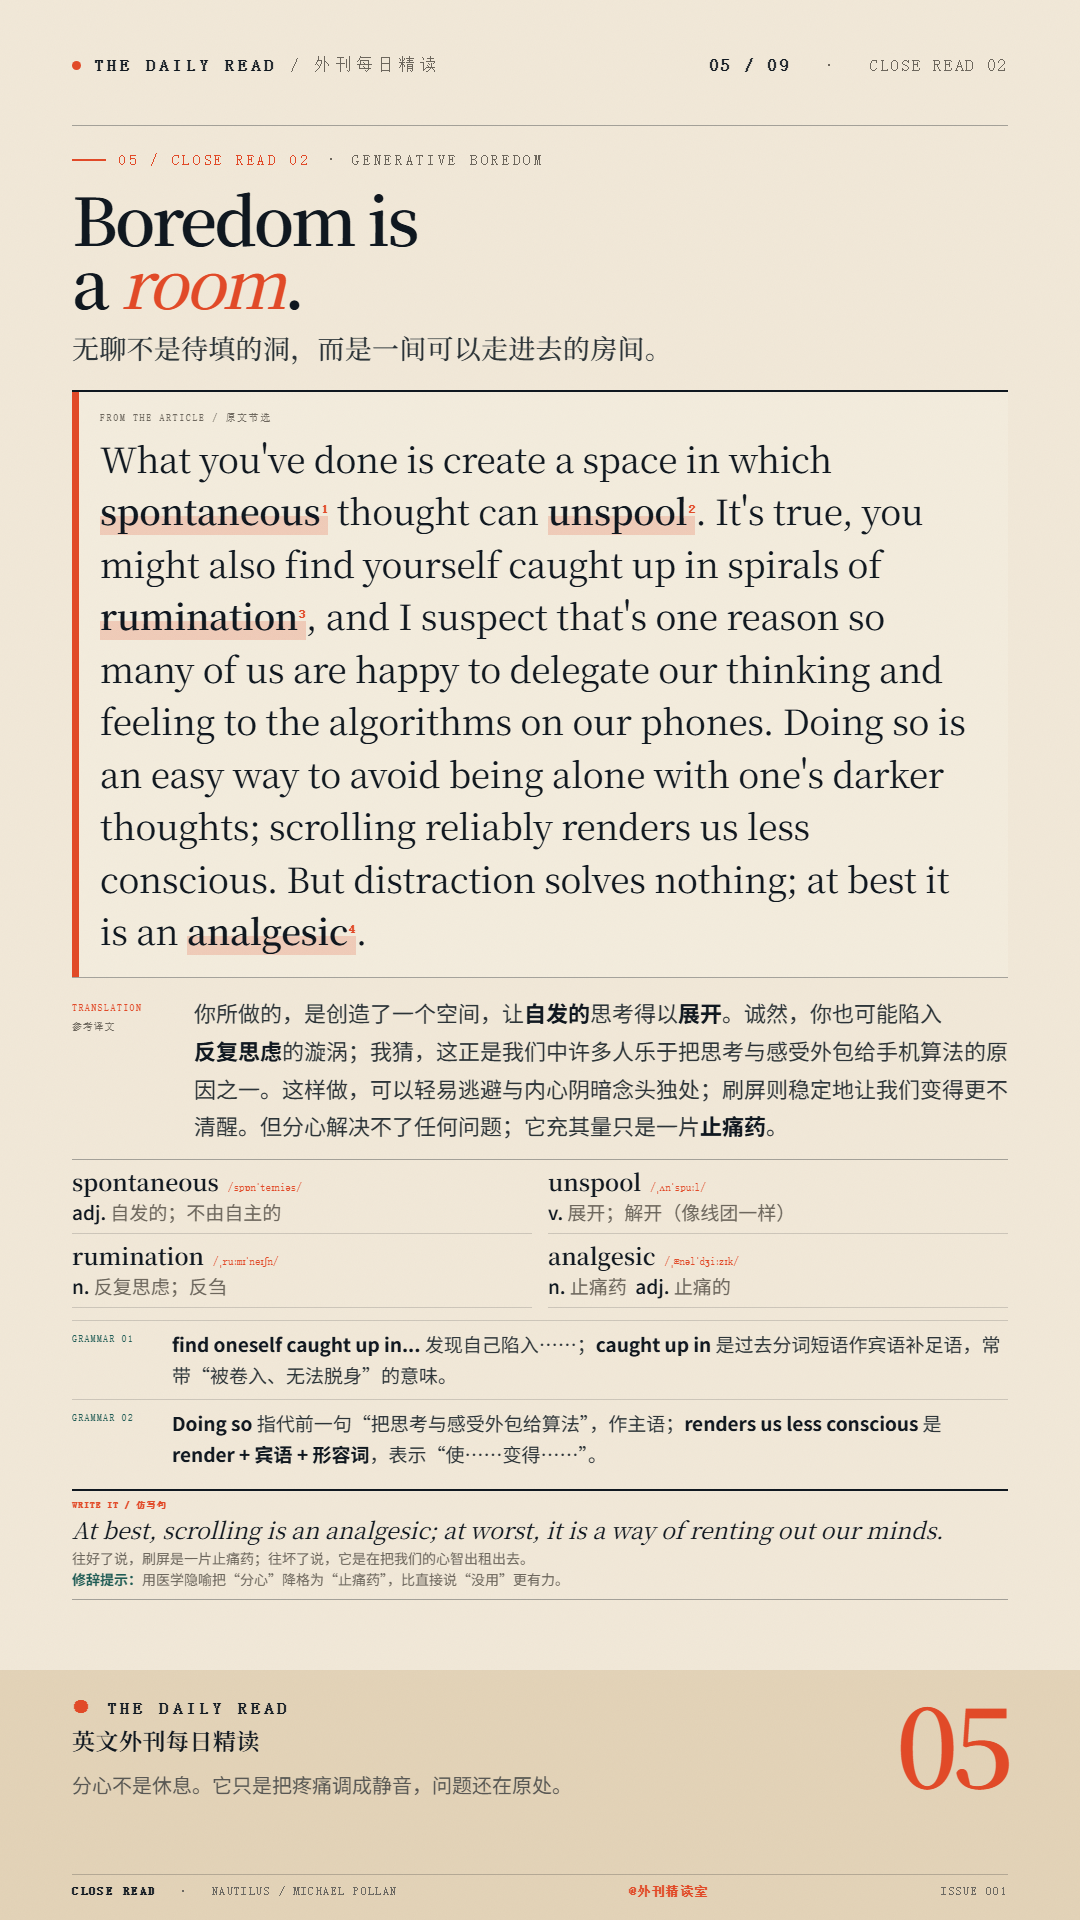 THE DAILY READ / 外刊每日精读
05 / 09 · CLOSE READ 02
05 / CLOSE READ 02 · GENERATIVE BOREDOM
Boredom is
a room.
无聊不是待填的洞，而是一间可以走进去的房间。
FROM THE ARTICLE / 原文节选
What you've done is create a space in which
spontaneous1 thought can unspool2. It's true, you
might also find yourself caught up in spirals of
rumination3, and I suspect that's one reason so
many of us are happy to delegate our thinking and
feeling to the algorithms on our phones. Doing so is
an easy way to avoid being alone with one's darker
thoughts; scrolling reliably renders us less
conscious. But distraction solves nothing; at best it
is an analgesic4.
TRANSLATION
参考译文
你所做的，是创造了一个空间，让自发的思考得以展开。诚然，你也可能陷入
反复思虑的漩涡；我猜，这正是我们中许多人乐于把思考与感受外包给手机算法的原
因之一。这样做，可以轻易逃避与内心阴暗念头独处；刷屏则稳定地让我们变得更不
清醒。但分心解决不了任何问题；它充其量只是一片止痛药。
spontaneous /spɒnˈteɪniəs/
adj. 自发的；不由自主的
unspool /ˌʌnˈspuːl/
v. 展开；解开（像线团一样）
rumination /ˌruːmɪˈneɪʃn/
n. 反复思虑；反刍
analgesic /ˌænəlˈdʒiːzɪk/
n. 止痛药 adj. 止痛的
GRAMMAR 01
find oneself caught up in... 发现自己陷入……；caught up in 是过去分词短语作宾语补足语，常
带“被卷入、无法脱身”的意味。
GRAMMAR 02
Doing so 指代前一句“把思考与感受外包给算法”，作主语；renders us less conscious 是
render + 宾语 + 形容词，表示“使……变得……”。
WRITE IT / 仿写句
At best, scrolling is an analgesic; at worst, it is a way of renting out our minds.
往好了说，刷屏是一片止痛药；往坏了说，它是在把我们的心智出租出去。
修辞提示：用医学隐喻把“分心”降格为“止痛药”，比直接说“没用”更有力。
THE DAILY READ
英文外刊每日精读
分心不是休息。它只是把疼痛调成静音，问题还在原处。
05
CLOSE READ · NAUTILUS / MICHAEL POLLAN
@外刊精读室
ISSUE 001